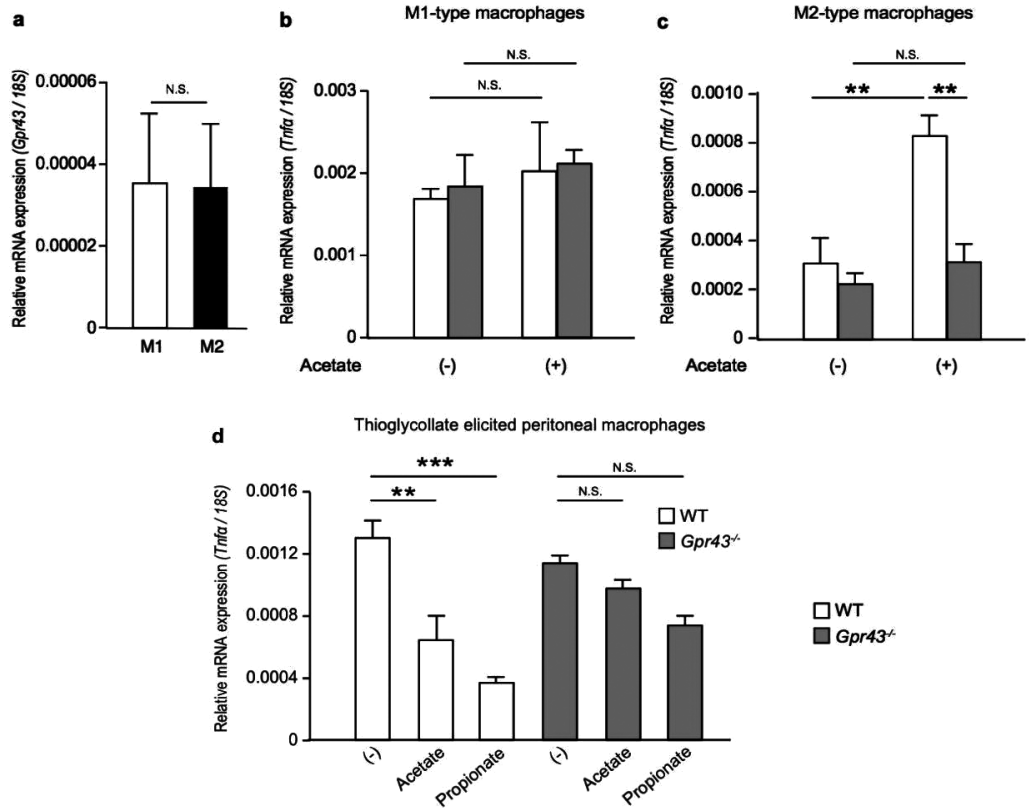 a
Relative mRNA expression (Gpr43 / 18S)
0.00006
0.00004
0.00002
0
N.S.
M1
M2
b
M1-type macrophages
Relative mRNA expression (Tnfα / 18S)
0.003
0.002
0.001
0
N.S.
N.S.
Acetate
(-)
(+)
c
M2-type macrophages
Relative mRNA expression (Tnfα / 18S)
0.0010
0.0008
0.0006
0.0004
0.0002
0
N.S.
** **
Acetate
(-)
(+)
d
Thioglycollate elicited peritoneal macrophages
Relative mRNA expression (Tnfα / 18S)
0.0016
0.0012
0.0008
0.0004
0
***
**
N.S.
N.S.
WT
Gpr43-/-
(-)
Acetate
Propionate
(-)
Acetate
Propionate
WT
Gpr43-/-